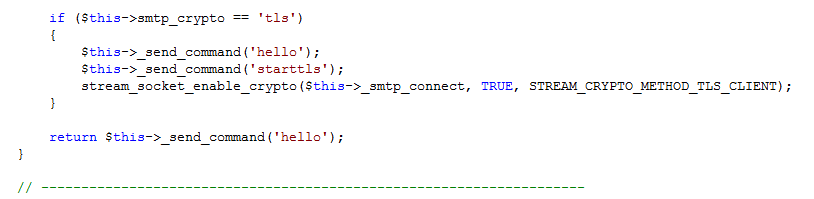 if ($this->smtp_crypto == 'tls')
{
$this->_send_command('hello');
$this->_send_command('starttls');
stream_socket_enable_crypto($this->_smtp_connect, TRUE, STREAM_CRYPTO_METHOD_TLS_CLIENT);
}
return $this->_send_command('hello');
}
// --------------------------------------------------------------------